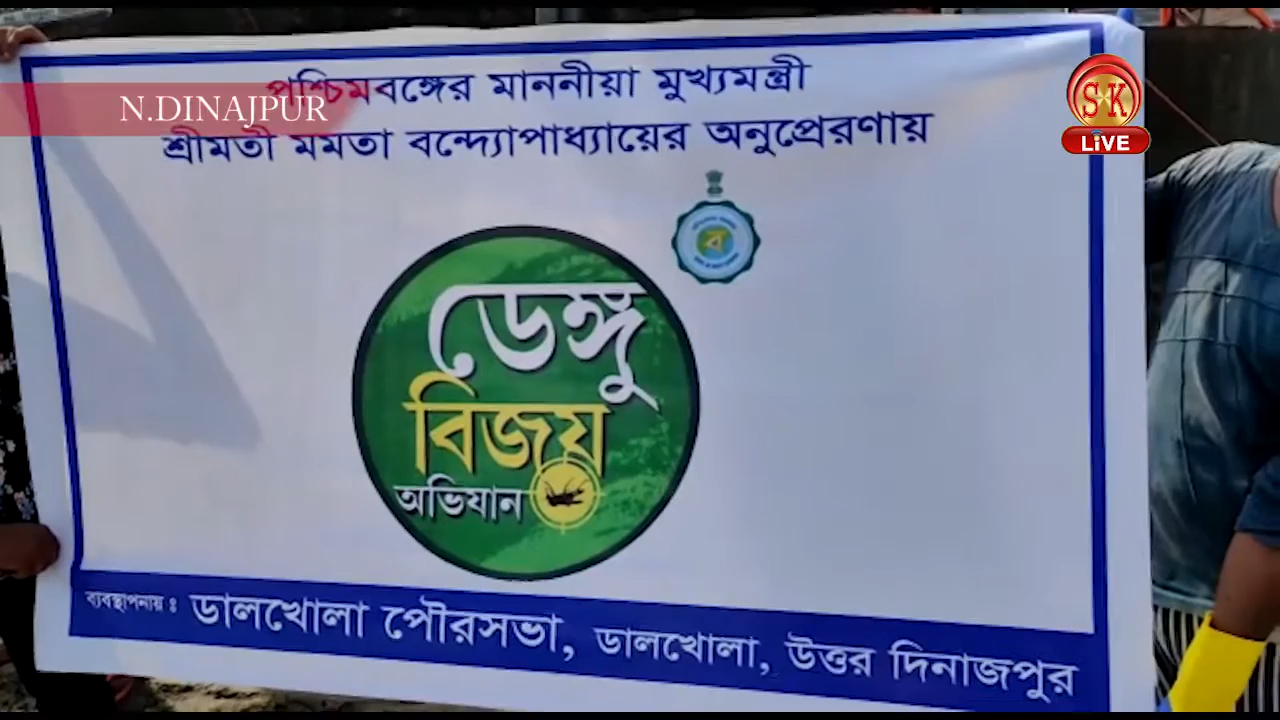 পশ্চিমবঙ্গের মাননীয়া মুখ্যমন্ত্রী
N.DINAJPUR
শ্রীমতী মমতা বন্দ্যোপাধ্যায়ের অনুপ্রেরণায়
SK
LiVE
ব
ডেঙ্গু
বিজয়
অভিযান
ব্যবস্থাপনায় ঃ ডালখোলা পৌরসভা, ডালখোলা, উত্তর দিনাজপুর